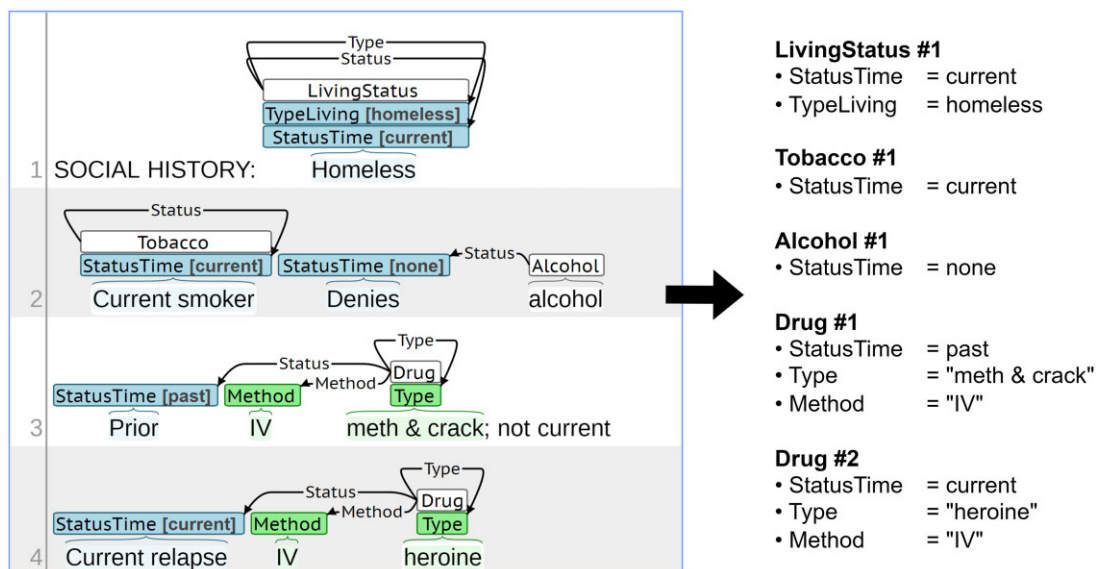 Type
Status
LivingStatus
TypeLiving [homeless]
StatusTime [current]
1 SOCIAL HISTORY: Homeless
Status
Tobacco
Status
StatusTime [current] StatusTime [none] Alcohol
2 Current smoker Denies alcohol
Type
Status
Drug
Method
StatusTime [past] Method Type
3 Prior IV meth & crack; not current
Type
Status
Drug
Method
StatusTime [current] Method Type
4 Current relapse IV heroine
LivingStatus #1
• StatusTime = current
• TypeLiving = homeless
Tobacco #1
• StatusTime = current
Alcohol #1
• StatusTime = none
Drug #1
• StatusTime = past
• Type = "meth & crack"
• Method = "IV"
Drug #2
• StatusTime = current
• Type = "heroine"
• Method = "IV"